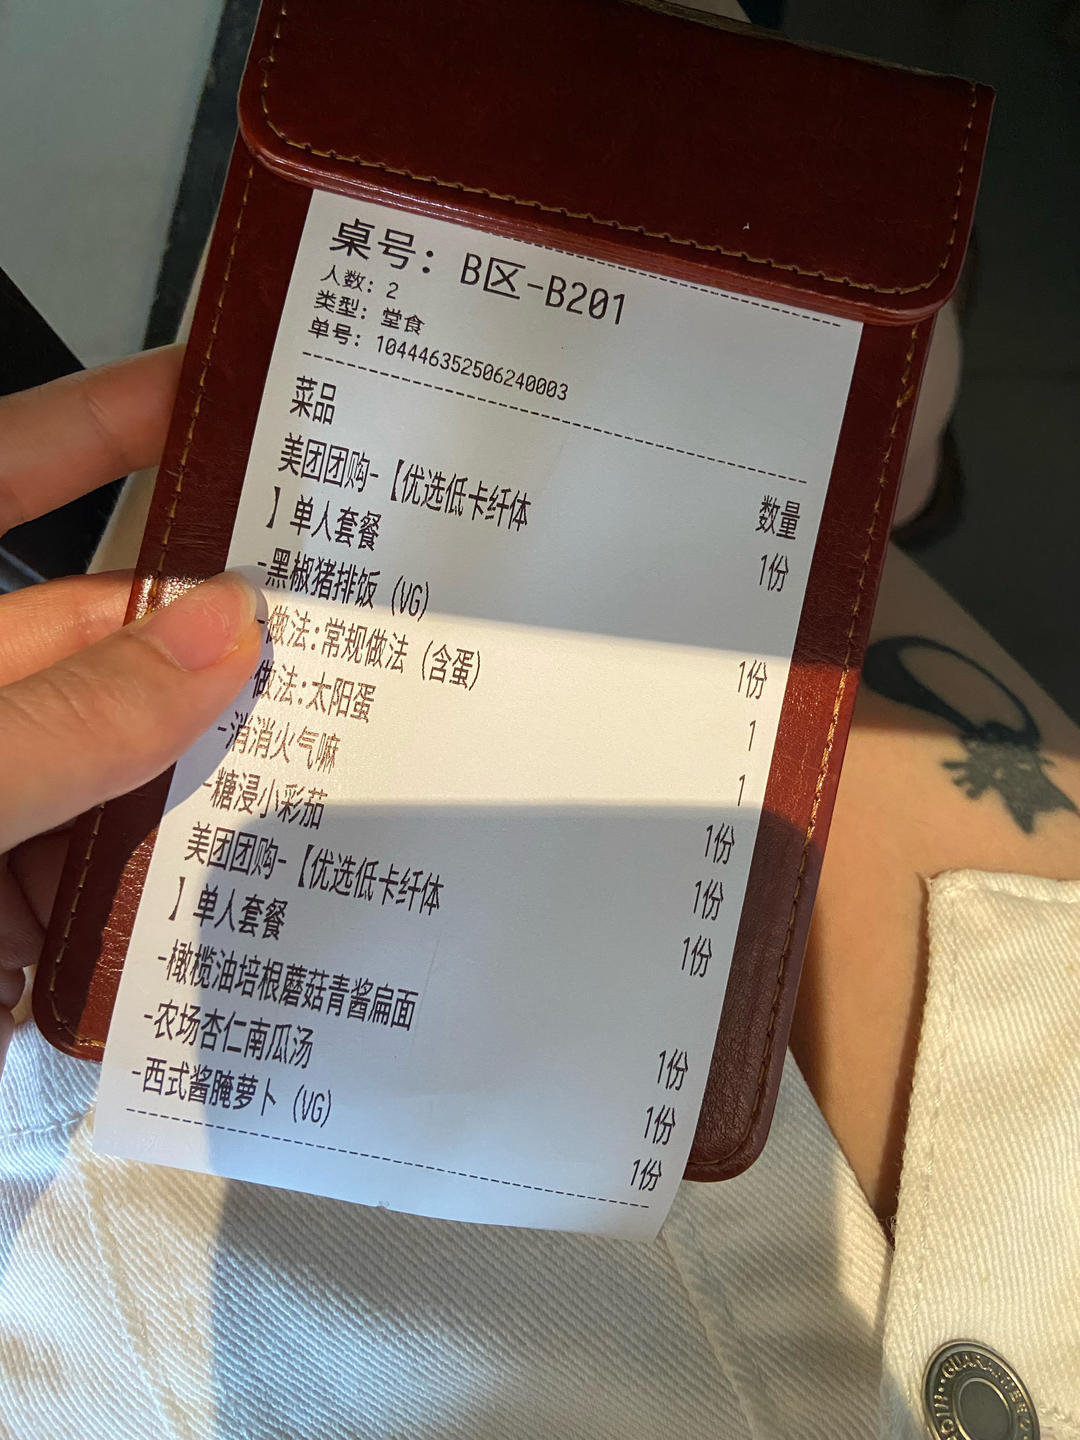 桌号：B区-B201
人数：2
类型：堂食
单号：104446352506240003
菜品 数量
美团团购-【优选低卡纤体 1份
】单人套餐
-黑椒猪排饭（VG） 1份
-做法:常规做法（含蛋） 1
-做法:太阳蛋 1
-消消火气嘛 1份
-糖浸小彩茄 1份
美团团购-【优选低卡纤体 1份
】单人套餐
-橄榄油培根蘑菇青酱扁面 1份
-农场杏仁南瓜汤 1份
-西式酱腌萝卜（VG） 1份